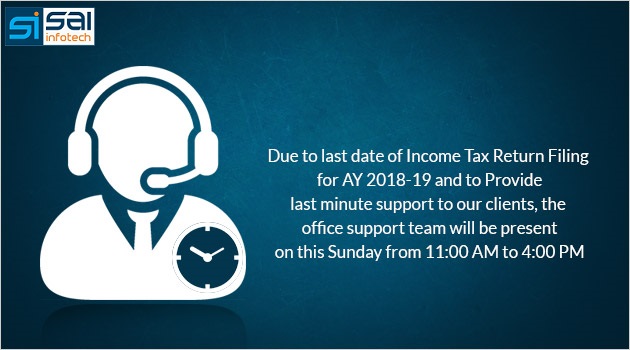 si sai
infotech
Due to last date of Income Tax Return Filing
for AY 2018-19 and to Provide
last minute support to our clients, the
office support team will be present
on this Sunday from 11:00 AM to 4:00 PM